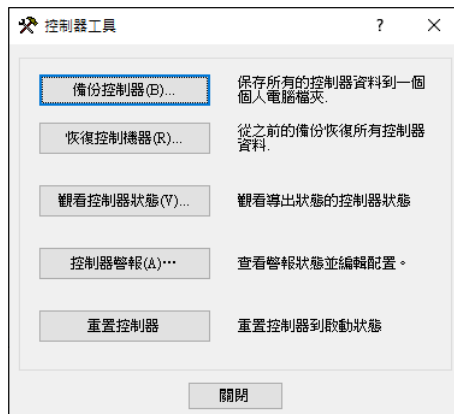 控制器工具
?
備份控制器(B)...
保存所有的控制器資料到一個
個人電腦檔夾.
恢復控制機器(R)...
從之前的備份恢復所有控制器
資料.
觀看控制器狀態(V)...
觀看導出狀態的控制器狀態
控制器警報(A)⋯
查看警報狀態並編輯配置。
重置控制器
重置控制器到啟動狀態
關閉